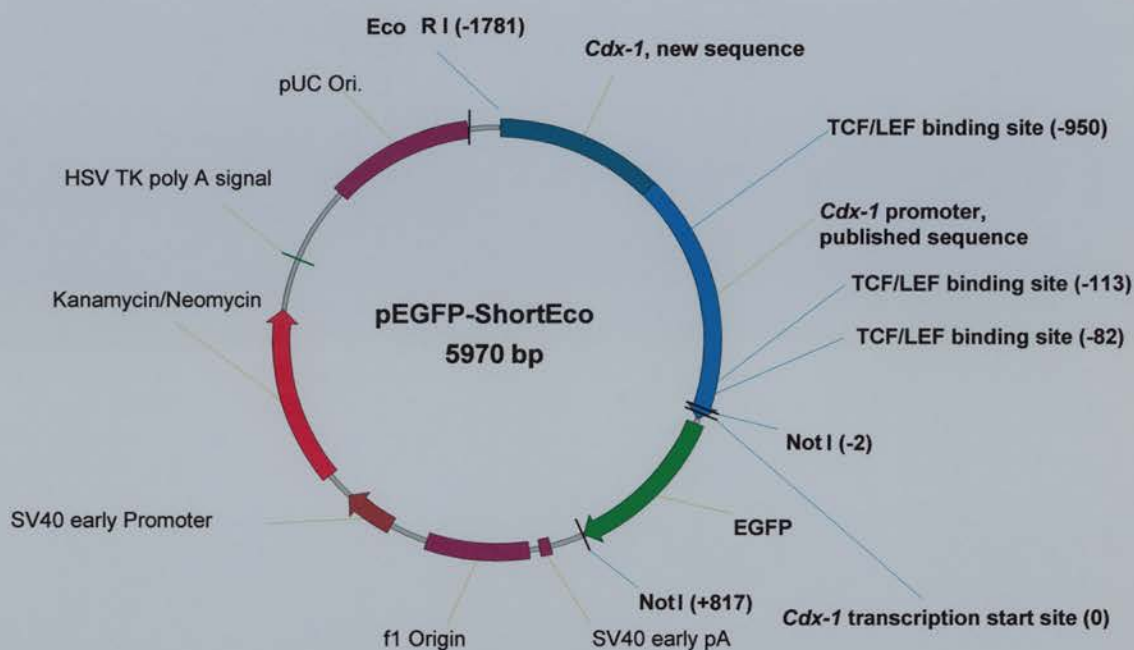 Eco R I (-1781)
Cdx-1, new sequence
pUC Ori.
TCF/LEF binding site (-950)
HSV TK poly A signal
Cdx-1 promoter,
published sequence
TCF/LEF binding site (-113)
Kanamycin/Neomycin
pEGFP-ShortEco
5970 bp
TCF/LEF binding site (-82)
Not I (-2)
SV40 early Promoter
EGFP
Not I (+817)
Cdx-1 transcription start site (0)
f1 Origin
SV40 early pA